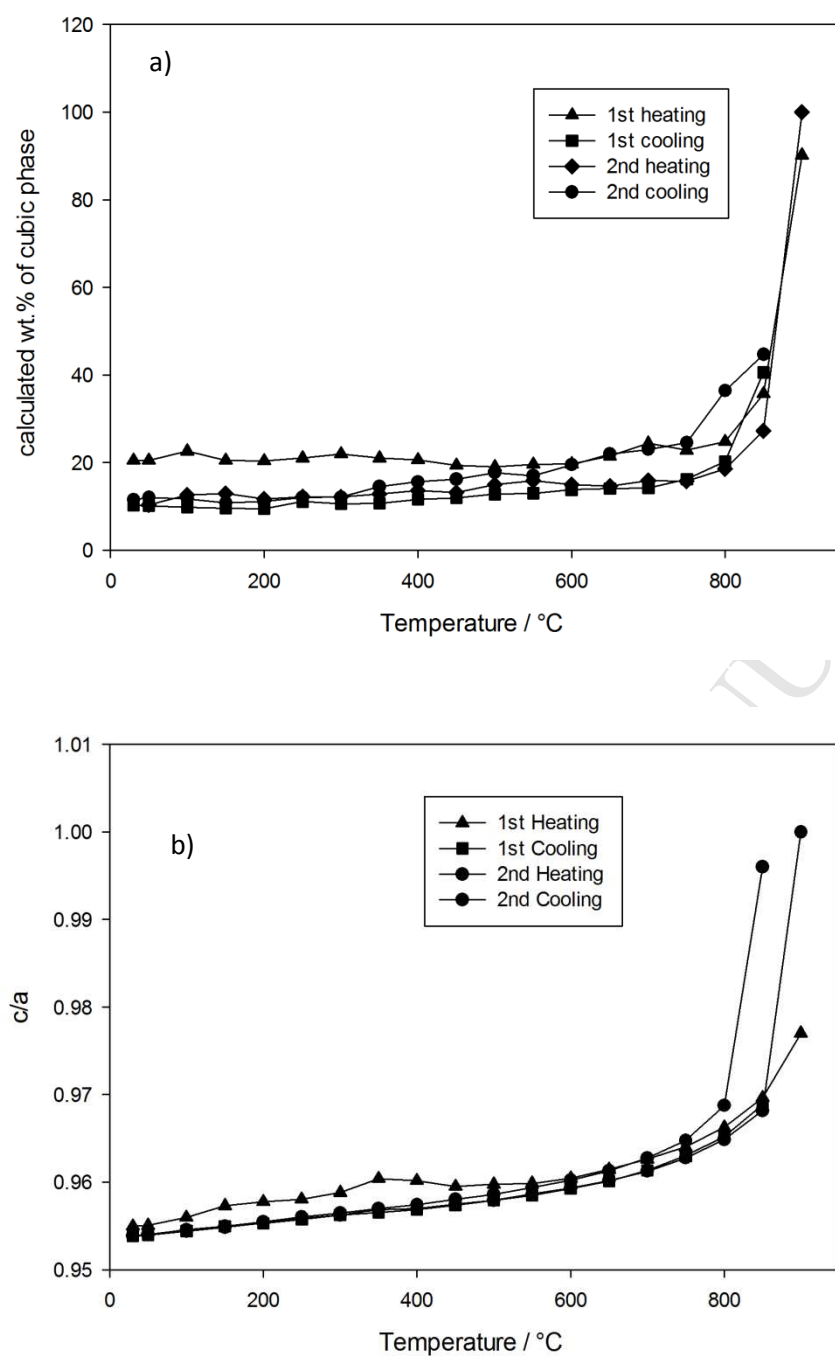 a)
120
100
80
60
40
20
0
1st heating
1st cooling
2nd heating
2nd cooling
calculated wt.% of cubic phase
0 200 400 600 800
Temperature / °C
b)
1.01
1.00
0.99
0.98
0.97
0.96
0.95
1st Heating
1st Cooling
2nd Heating
2nd Cooling
c/a
0 200 400 600 800
Temperature / °C